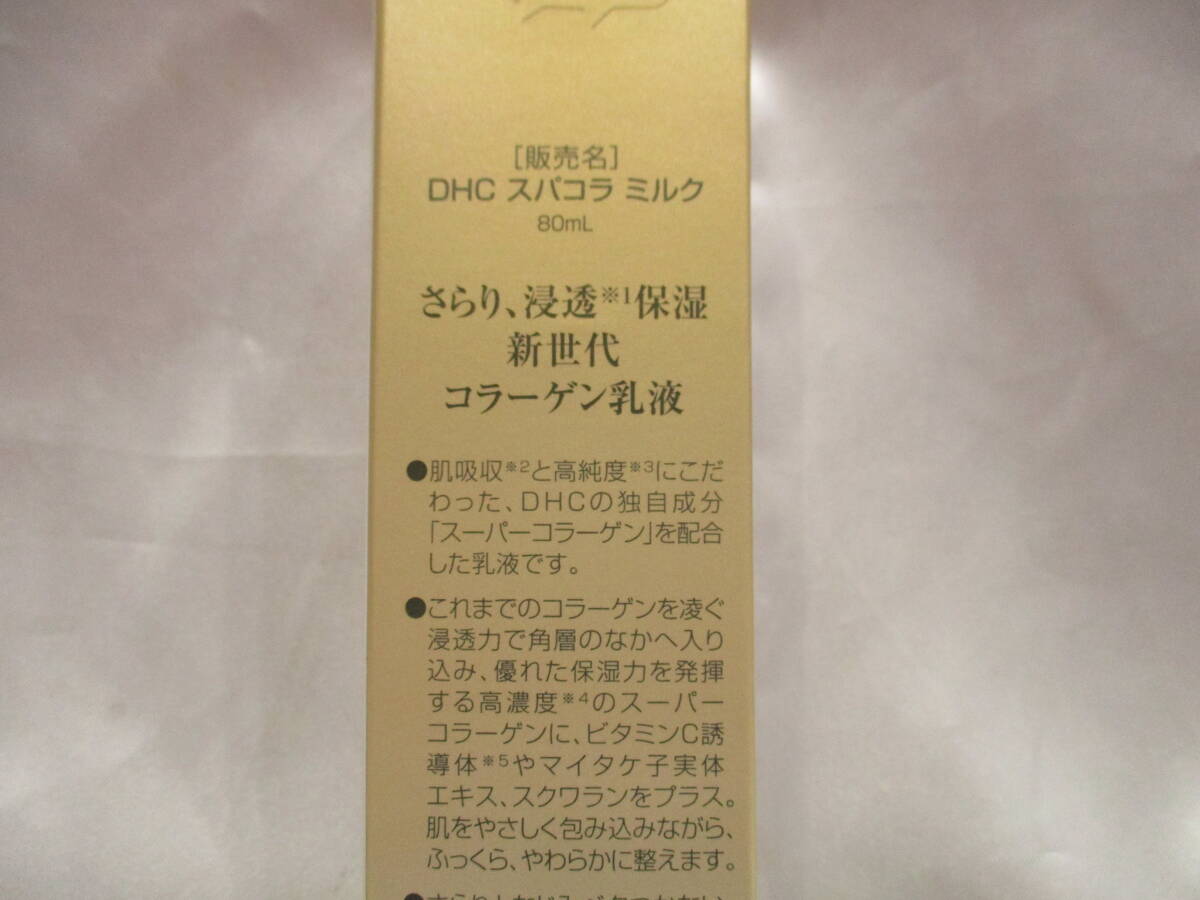 ［販売名］
DHC スパコラ ミルク
80mL
さらり、浸透※1保湿
新世代
コラーゲン乳液
●肌吸収※2と高純度※3にこだ
わった、DHCの独自成分
「スーパーコラーゲン」を配合
した乳液です。
●これまでのコラーゲンを凌ぐ
浸透力で角層のなかへ入り
込み、優れた保湿力を発揮
する高濃度※4のスーパー
コラーゲンに、ビタミンC誘
導体※5やマイタケ子実体
エキス、スクワランをプラス。
肌をやさしく包み込みながら、
ふっくら、やわらかに整えます。